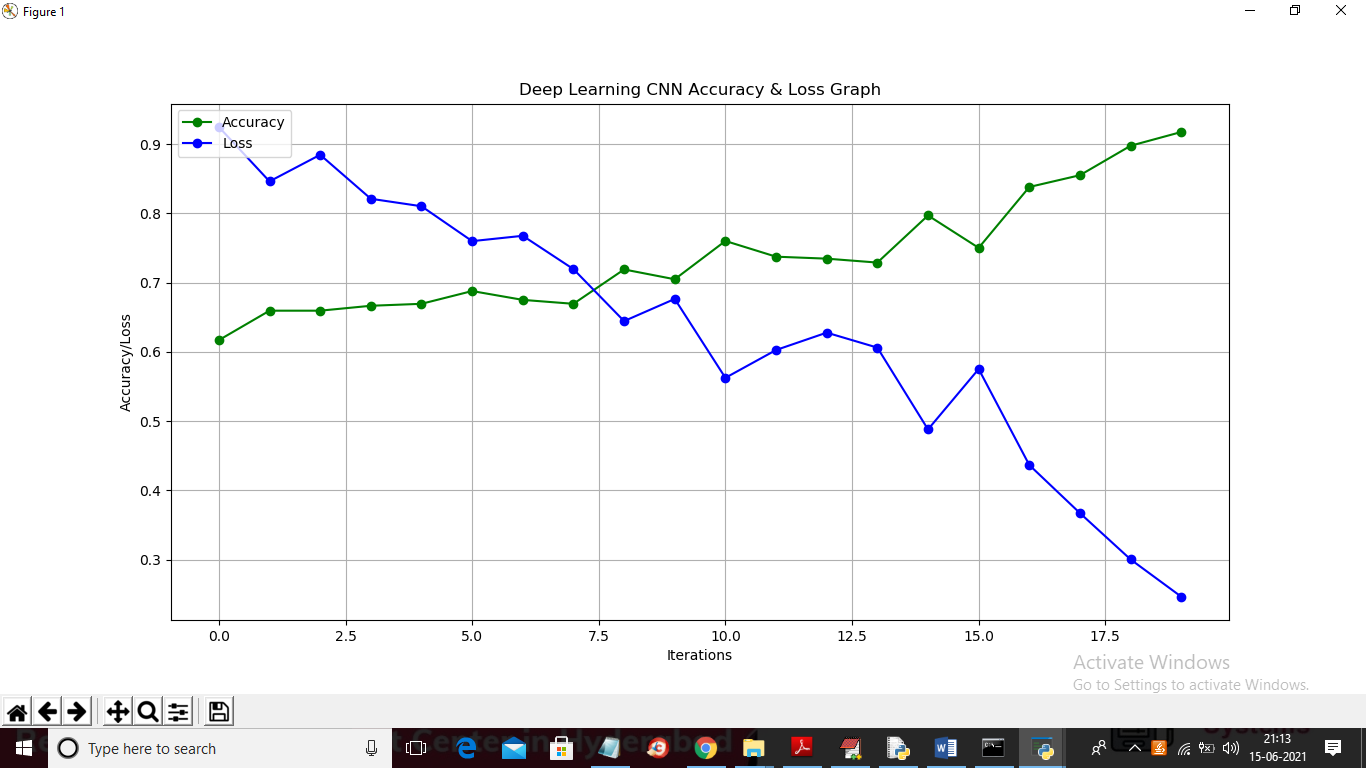 Figure 1
Deep Learning CNN Accuracy & Loss Graph
Accuracy
Loss
0.9
0.8
0.7
0.6
0.5
0.4
0.3
Accuracy/Loss
0.0 2.5 5.0 7.5 10.0 12.5 15.0 17.5
Iterations
Activate Windows
Go to Settings to activate Windows.
Type here to search
21:13
15-06-2021